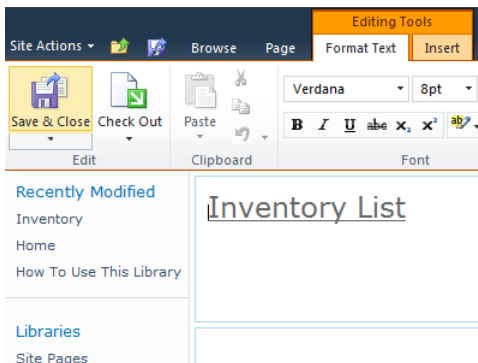 Editing Tools
Site Actions Browse Page Format Text Insert
Save & Close Check Out Paste Verdana 8pt
B I U abc x₂ x² ab
Edit Clipboard Font
Recently Modified
Inventory
Home
How To Use This Library
Libraries
Site Pages
Inventory List